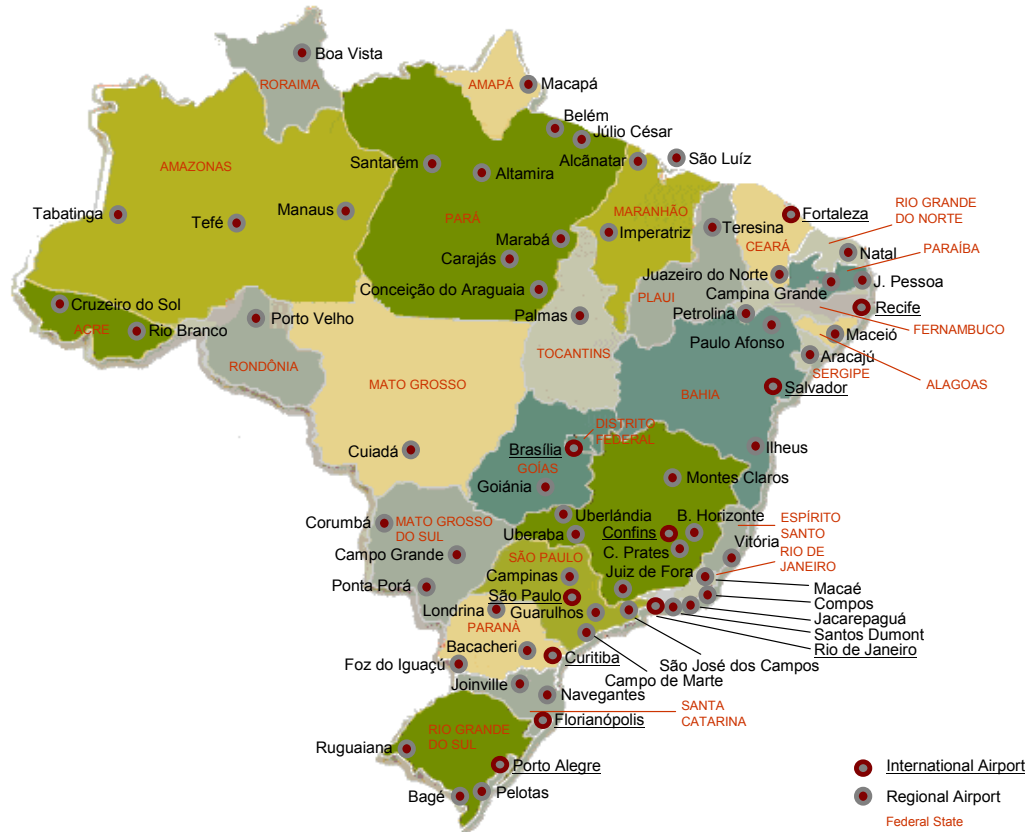 Boa Vista
RORAIMA
AMAPÁ
Macapá
Belém
Júlio César
Alcãnatar
São Luíz
Santarém
Altamira
AMAZONAS
Tabatinga
Tefé
Manaus
PARÁ
MARANHÃO
Imperatriz
Teresina
Fortaleza
CEARÁ
RIO GRANDE
DO NORTE
Natal
PARAÍBA
Marabá
Carajás
Juazeiro do Norte
J. Pessoa
Conceição do Araguaia
PLAUI
Campina Grande
Recife
Cruzeiro do Sol
ACRE
Rio Branco
Porto Velho
Palmas
Petrolina
FERNAMBUCO
Paulo Afonso
Maceió
Aracajú
SERGIPE
ALAGOAS
RONDÔNIA
TOCANTINS
MATO GROSSO
BAHIA
Salvador
DISTRITO
FEDERAL
Brasília
Cuiadá
GOÍAS
Goiánia
Ilheus
Montes Claros
Corumbá
MATO GROSSO
DO SUL
Uberlándia
Uberaba
Confins
B. Horizonte
ESPÍRITO
SANTO
Vitória
C. Prates
Campo Grande
SÃO PAULO
Campinas
Juiz de Fora
RIO DE
JANEIRO
Ponta Porá
São Paulo
Macaé
Compos
Londrina
Guarulhos
Jacarepaguá
PARANÀ
Santos Dumont
Rio de Janeiro
Bacacheri
Curitiba
São José dos Campos
Campo de Marte
Foz do Iguaçú
Joinville
Navegantes
SANTA
CATARINA
Florianópolis
RIO GRANDE
DO SUL
Ruguaiana
Porto Alegre
Bagé
Pelotas
International Airport
Regional Airport
Federal State